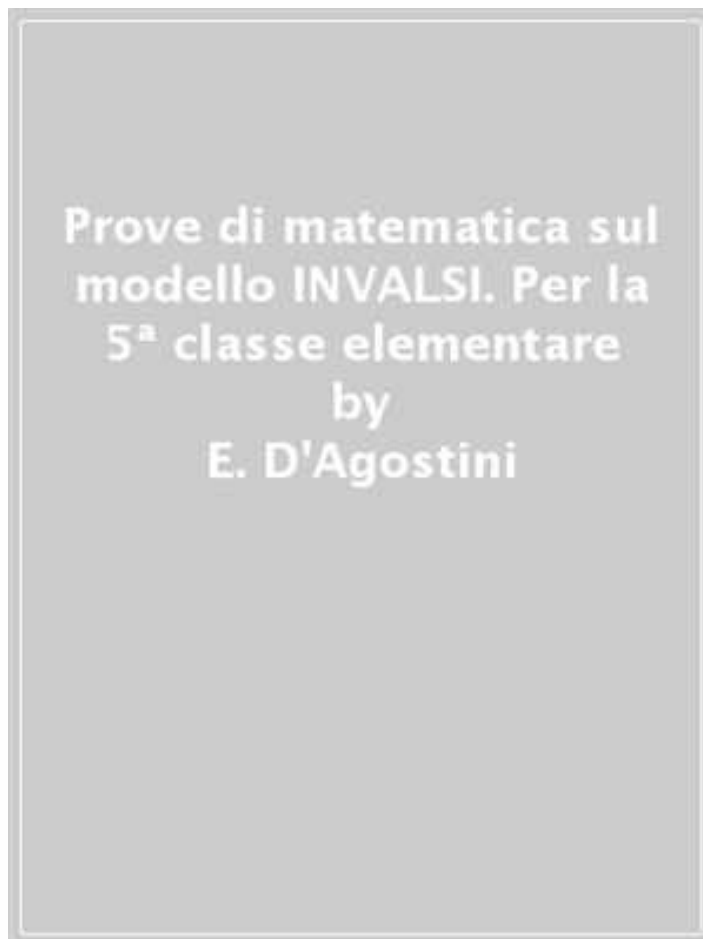 Prove di matematica sul
modello INVALSI. Per la
5ª classe elementare
by
E. D'Agostini